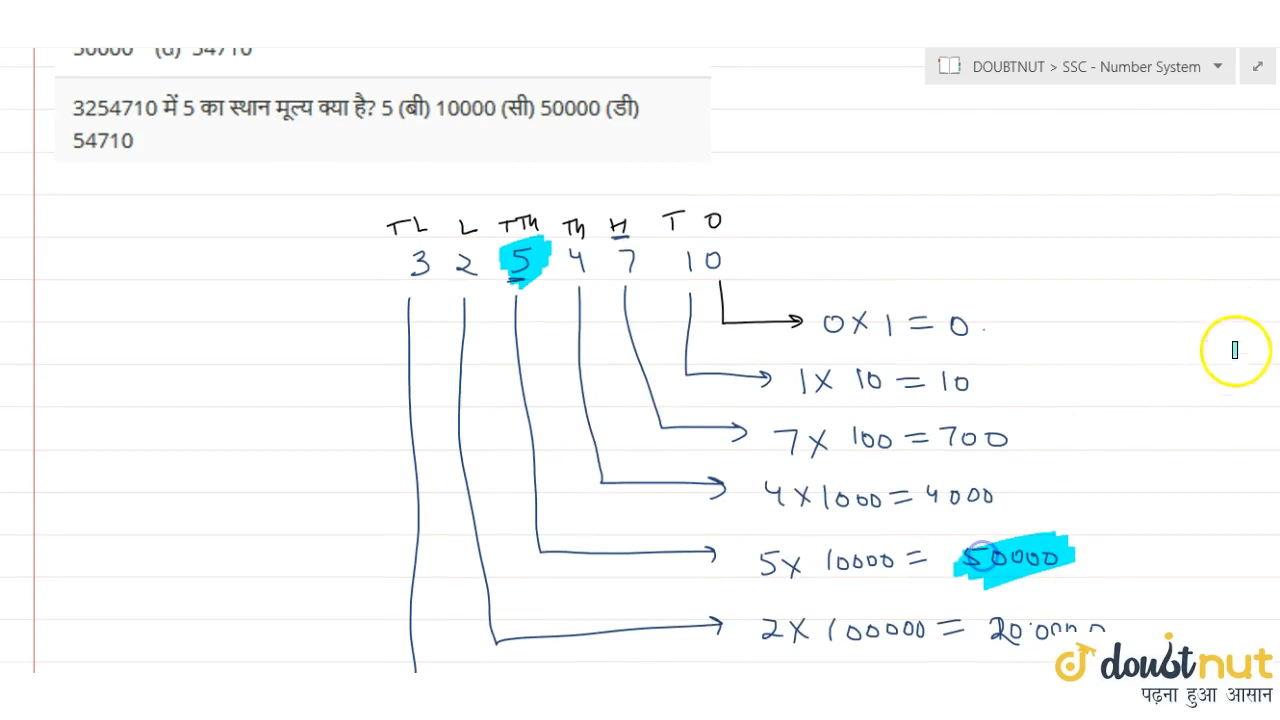 50000 (d) 54710
DOUBTNUT > SSC - Number System
3254710 में 5 का स्थान मूल्य क्या है? 5 (बी) 10000 (सी) 50000 (डी)
54710
TL L TTh Th H T O
3 2 5 4 7 1 0
0 × 1 = 0
1 × 10 = 10
7 × 100 = 700
4 × 1000 = 4000
5 × 10000 = 50000
2 × 100000 =
doubtnut
पढ़ना हुआ आसान